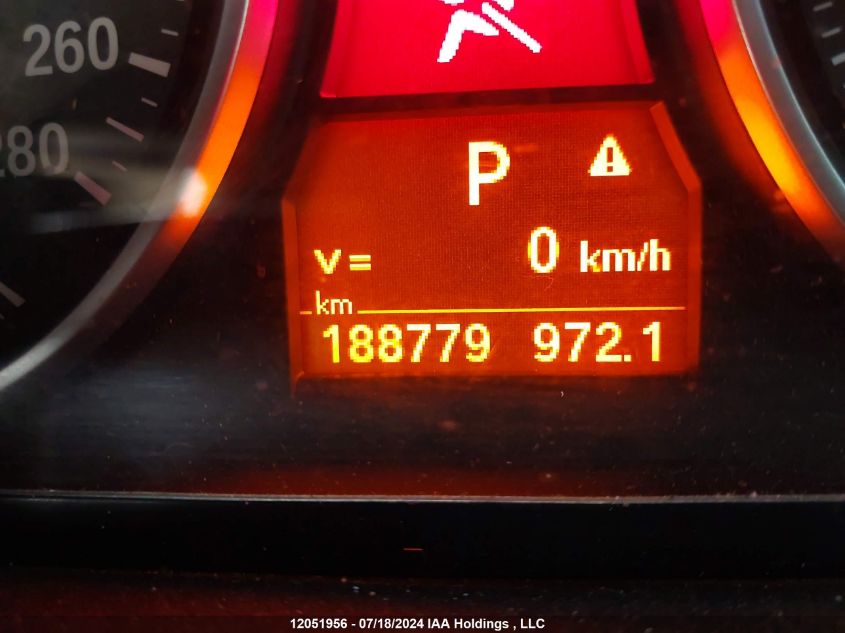 260
280
P
v= 0 km/h
km
188779 972.1
12051956 - 07/18/2024 IAA Holdings , LLC